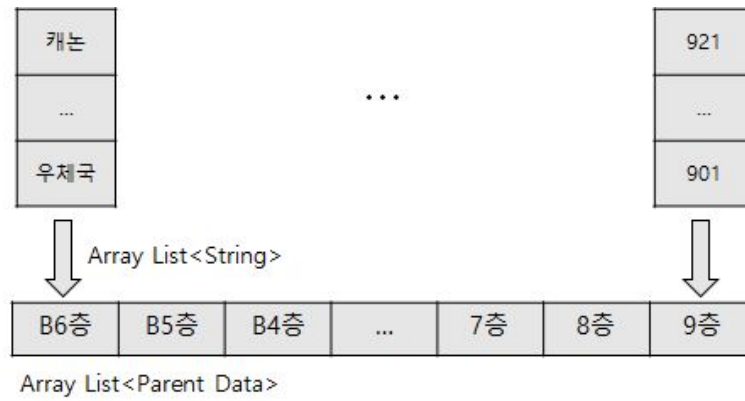 캐논
921
...
...
...
우체국
901
Array List<String>
B6층 B5층 B4층 ... 7층 8층 9층
Array List<Parent Data>